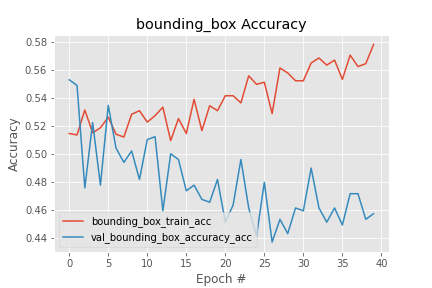 bounding_box Accuracy
0.58
0.56
0.54
0.52
0.50
0.48
0.46
0.44
Accuracy
bounding_box_train_acc
val_bounding_box_accuracy_acc
0 5 10 15 20 25 30 35 40
Epoch #